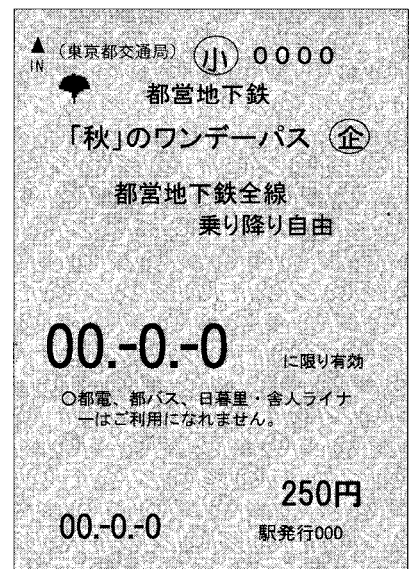 ▲
IN
(東京都交通局) ㊛ 0000
都営地下鉄
「秋」のワンデーパス ㊭
都営地下鉄全線
乗り降り自由
00.-0.-0 に限り有効
○都電、都バス、日暮里・舎人ライナ
ーはご利用になれません。
250円
00.-0.-0 駅発行000